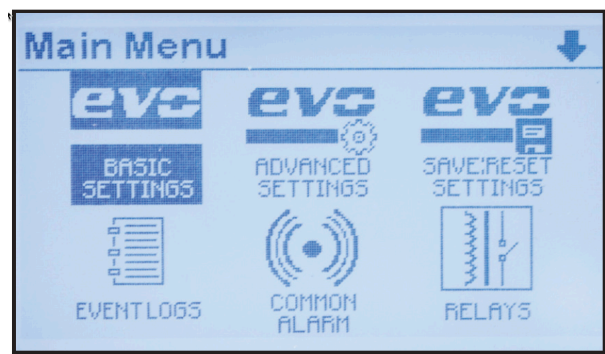 Main Menu
evo
evo
evo
BASIC
SETTINGS
ADVANCED
SETTINGS
SAVE:RESET
SETTINGS
EVENT LOGS
COMMON
ALARM
RELAYS